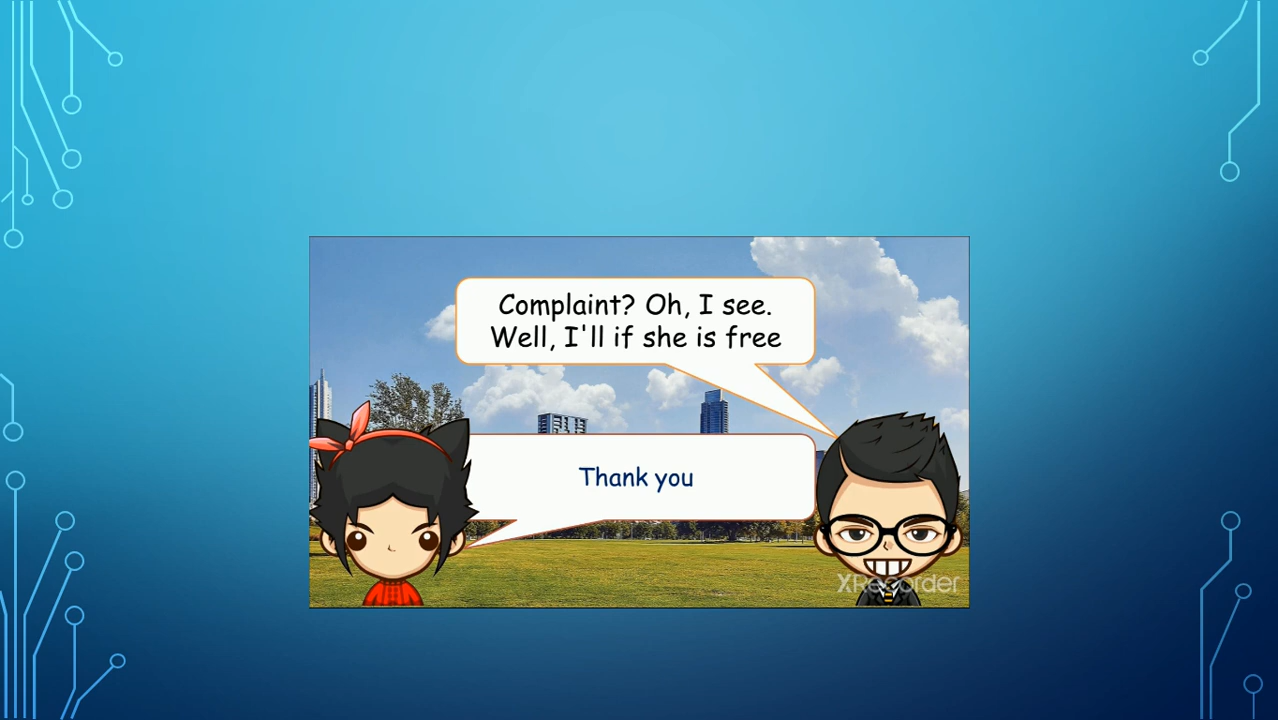 Complaint? Oh, I see.
Well, I'll if she is free
Thank you
XRecorder